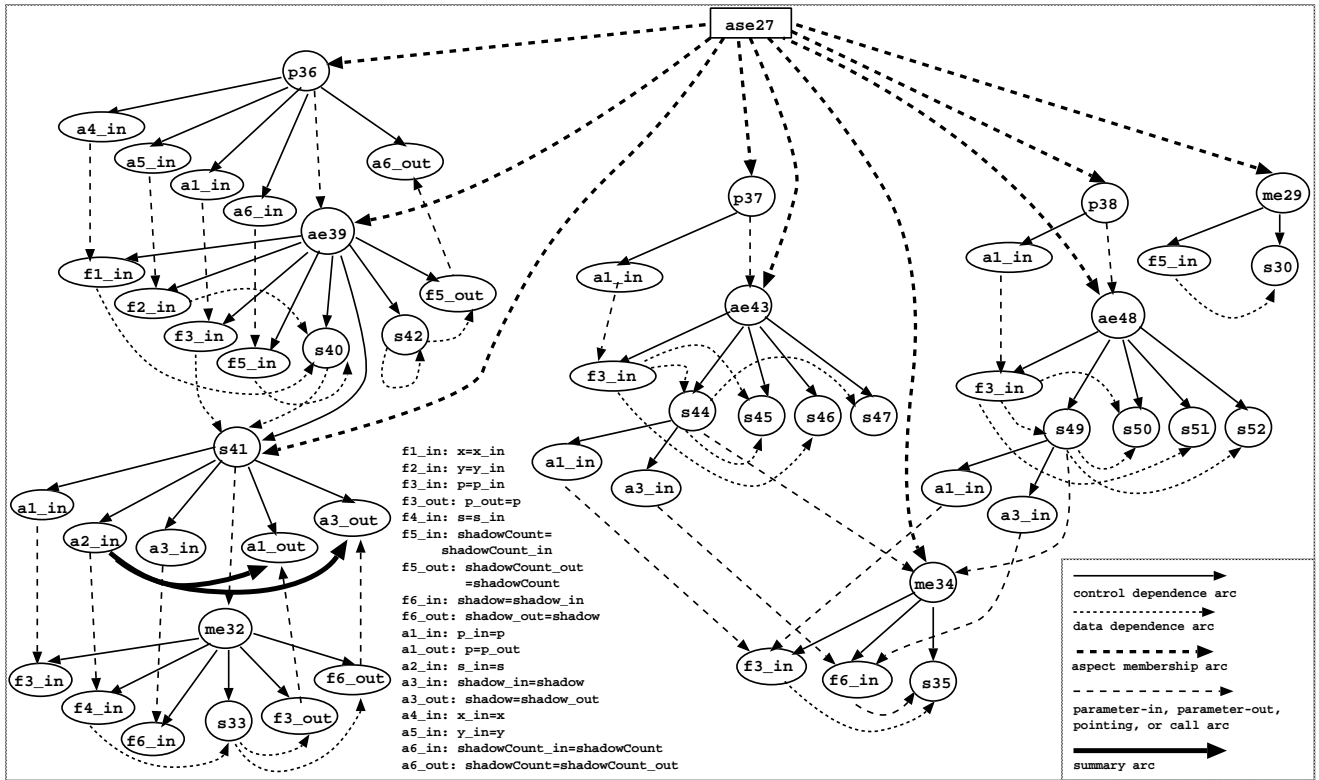 ase27
p36
a4_in
a5_in
a1_in
a6_in
a6_out
ae39
f1_in
f2_in
f3_in
f5_in
s40
s42
f5_out
s41
a1_in
a2_in
a3_in
a1_out
a3_out
me32
f3_in
f4_in
f6_in
s33
f3_out
f6_out
p37
a1_in
ae43
f3_in
s44
s45
s46
s47
a1_in
a3_in
p38
a1_in
ae48
f3_in
s49
s50
s51
s52
a1_in
a3_in
me29
f5_in
s30
me34
f3_in
f6_in
s35
f1_in: x=x_in
f2_in: y=y_in
f3_in: p=p_in
f3_out: p_out=p
f4_in: s=s_in
f5_in: shadowCount=
shadowCount_in
f5_out: shadowCount_out
=shadowCount
f6_in: shadow=shadow_in
f6_out: shadow_out=shadow
a1_in: p_in=p
a1_out: p=p_out
a2_in: s_in=s
a3_in: shadow_in=shadow
a3_out: shadow=shadow_out
a4_in: x_in=x
a5_in: y_in=y
a6_in: shadowCount_in=shadowCount
a6_out: shadowCount=shadowCount_out
control dependence arc
data dependence arc
aspect membership arc
parameter-in, parameter-out,
pointing, or call arc
summary arc